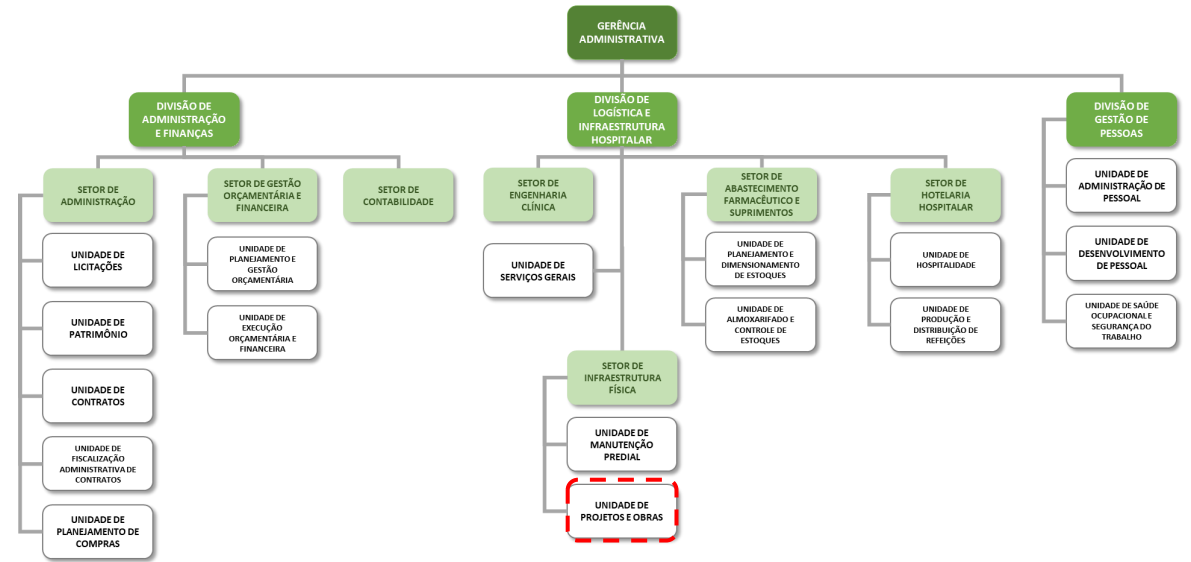 GERÊNCIA
ADMINISTRATIVA
DIVISÃO DE
ADMINISTRAÇÃO
E FINANÇAS
DIVISÃO DE
LOGÍSTICA E
INFRAESTRUTURA
HOSPITALAR
DIVISÃO DE
GESTÃO DE
PESSOAS
SETOR DE
ADMINISTRAÇÃO
UNIDADE DE
LICITAÇÕES
UNIDADE DE
PATRIMÔNIO
UNIDADE DE
CONTRATOS
UNIDADE DE
FISCALIZAÇÃO
ADMINISTRATIVA DE
CONTRATOS
UNIDADE DE
PLANEJAMENTO DE
COMPRAS
SETOR DE GESTÃO
ORÇAMENTÁRIA E
FINANCEIRA
UNIDADE DE
PLANEJAMENTO E
GESTÃO
ORÇAMENTÁRIA
UNIDADE DE
EXECUÇÃO
ORÇAMENTÁRIA E
FINANCEIRA
SETOR DE
CONTABILIDADE
SETOR DE
ENGENHARIA
CLÍNICA
UNIDADE DE
SERVIÇOS GERAIS
SETOR DE
INFRAESTRUTURA
FÍSICA
UNIDADE DE
MANUTENÇÃO
PREDIAL
UNIDADE DE
PROJETOS E OBRAS
SETOR DE
ABASTECIMENTO
FARMACÊUTICO E
SUPRIMENTOS
UNIDADE DE
PLANEJAMENTO E
DIMENSIONAMENTO
DE ESTOQUES
UNIDADE DE
ALMOXARIFADO E
CONTROLE DE
ESTOQUES
SETOR DE
HOTELARIA
HOSPITALAR
UNIDADE DE
HOSPITALIDADE
UNIDADE DE
PRODUÇÃO E
DISTRIBUIÇÃO DE
REFEIÇÕES
UNIDADE DE
ADMINISTRAÇÃO DE
PESSOAL
UNIDADE DE
DESENVOLVIMENTO
DE PESSOAL
UNIDADE DE SAÚDE
OCUPACIONAL E
SEGURANÇA DO
TRABALHO